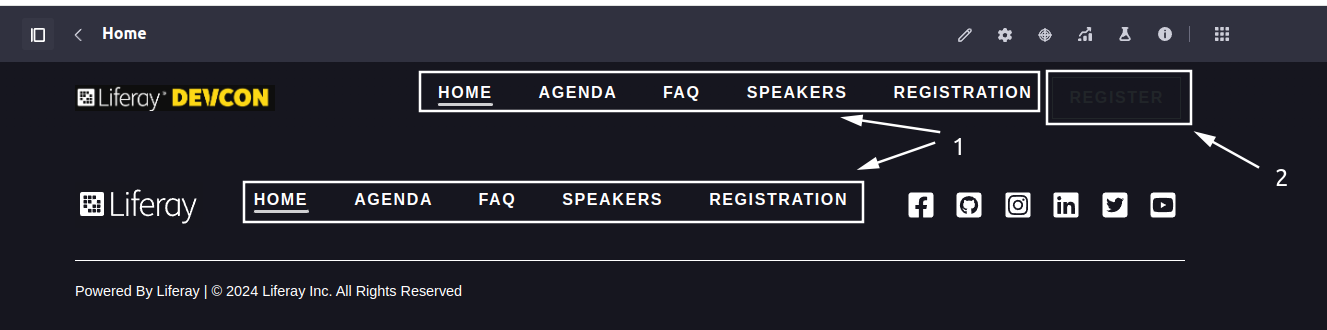 Home
Liferay DEVCON HOME AGENDA FAQ SPEAKERS REGISTRATION REGISTER
1
2
Liferay HOME AGENDA FAQ SPEAKERS REGISTRATION
Powered By Liferay | © 2024 Liferay Inc. All Rights Reserved